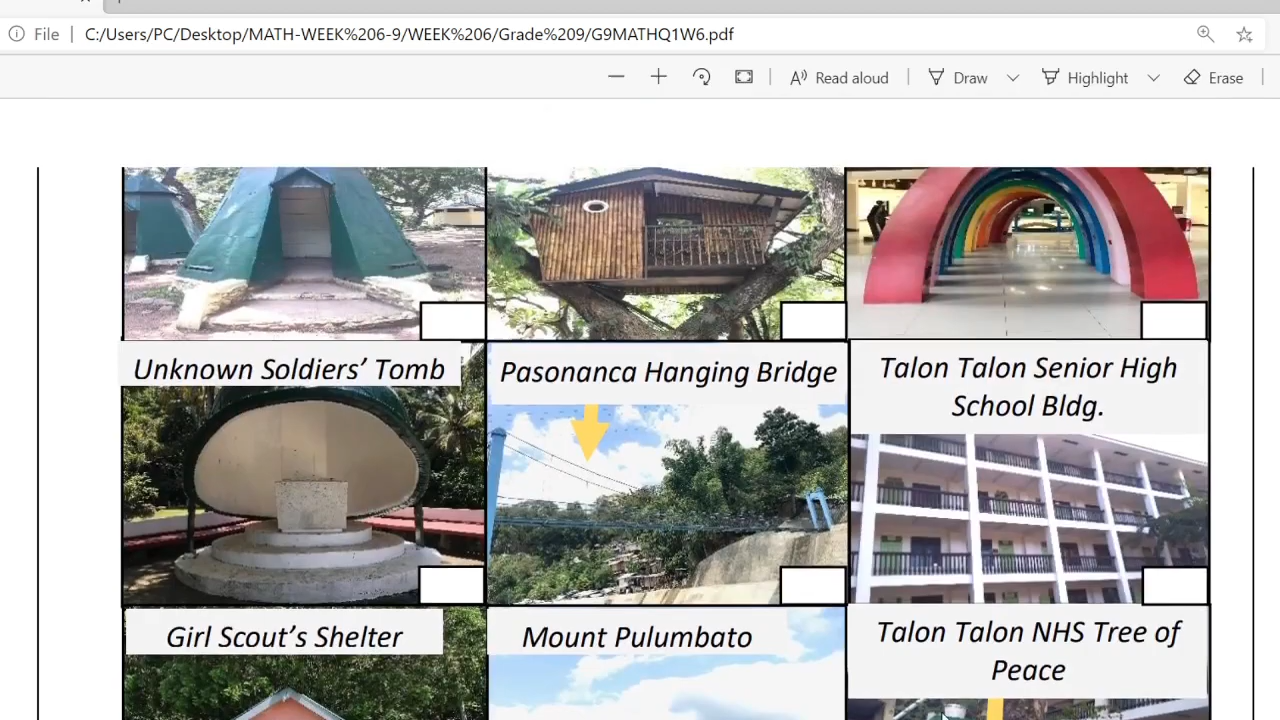 File
C:/Users/PC/Desktop/MATH-WEEK%206-9/WEEK%206/Grade%209/G9MATHQ1W6.pdf
Read aloud
Draw
Highlight
Erase
Unknown Soldiers’ Tomb
Pasonanca Hanging Bridge
Talon Talon Senior High
School Bldg.
Girl Scout’s Shelter
Mount Pulumbato
Talon Talon NHS Tree of
Peace